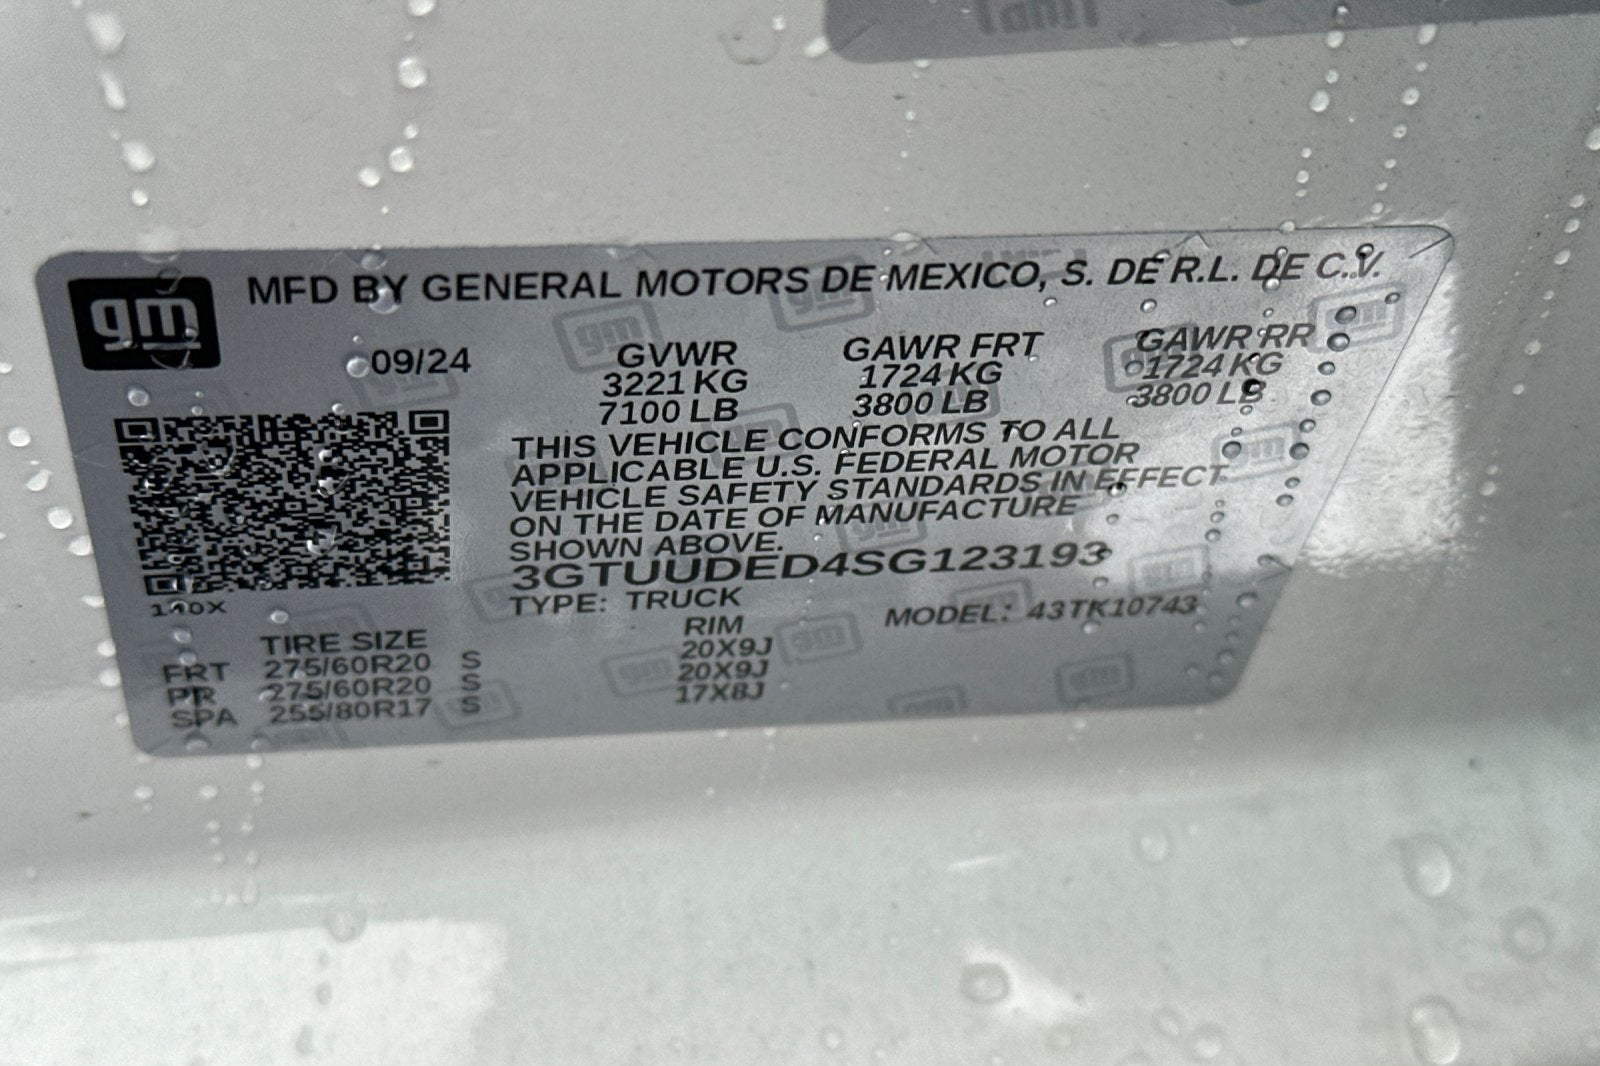 gm MFD BY GENERAL MOTORS DE MEXICO, S. DE R.L. DE C.V.
09/24 GVWR GAWR FRT GAWR RR
3221 KG 1724 KG 1724 KG
7100 LB 3800 LB 3800 LB
THIS VEHICLE CONFORMS TO ALL
APPLICABLE U.S. FEDERAL MOTOR
VEHICLE SAFETY STANDARDS IN EFFECT
ON THE DATE OF MANUFACTURE
SHOWN ABOVE.
3GTUUDED4SG123193
140X TYPE: TRUCK MODEL: 43TK10743
TIRE SIZE RIM
FRT 275/60R20 S 20X9J
RR 275/60R20 S 20X9J
SPA 255/80R17 S 17X8J